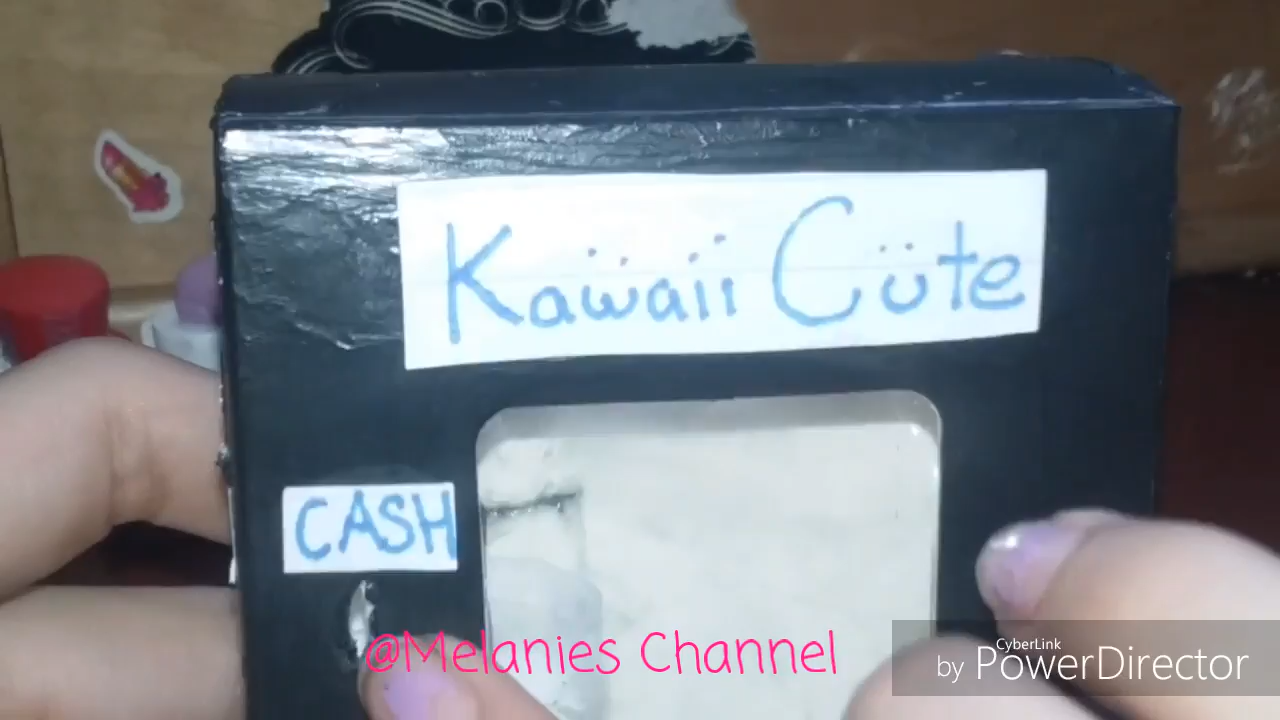 Kawaii Cüte
CASH
@Melanies Channel
CyberLink
by PowerDirector